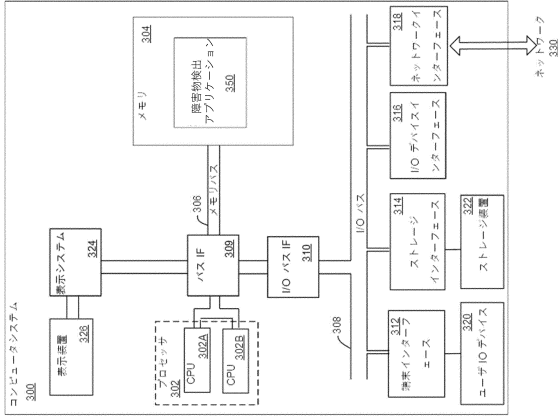 コンピュータシステム
300
表示装置
326
表示システム
324
プロセッサ
302
CPU
302A
CPU
302B
バス IF
309
I/O バス IF
310
306
メモリバス
メモリ
304
障害物検出
アプリケーション
350
308
I/O バス
312
端末インターフ
ェース
314
ストレージ
インターフェース
316
I/O デバイスイ
ンターフェース
318
ネットワークイ
ンターフェース
320
ユーザ IO デバイス
322
ストレージ装置
ネットワーク
330